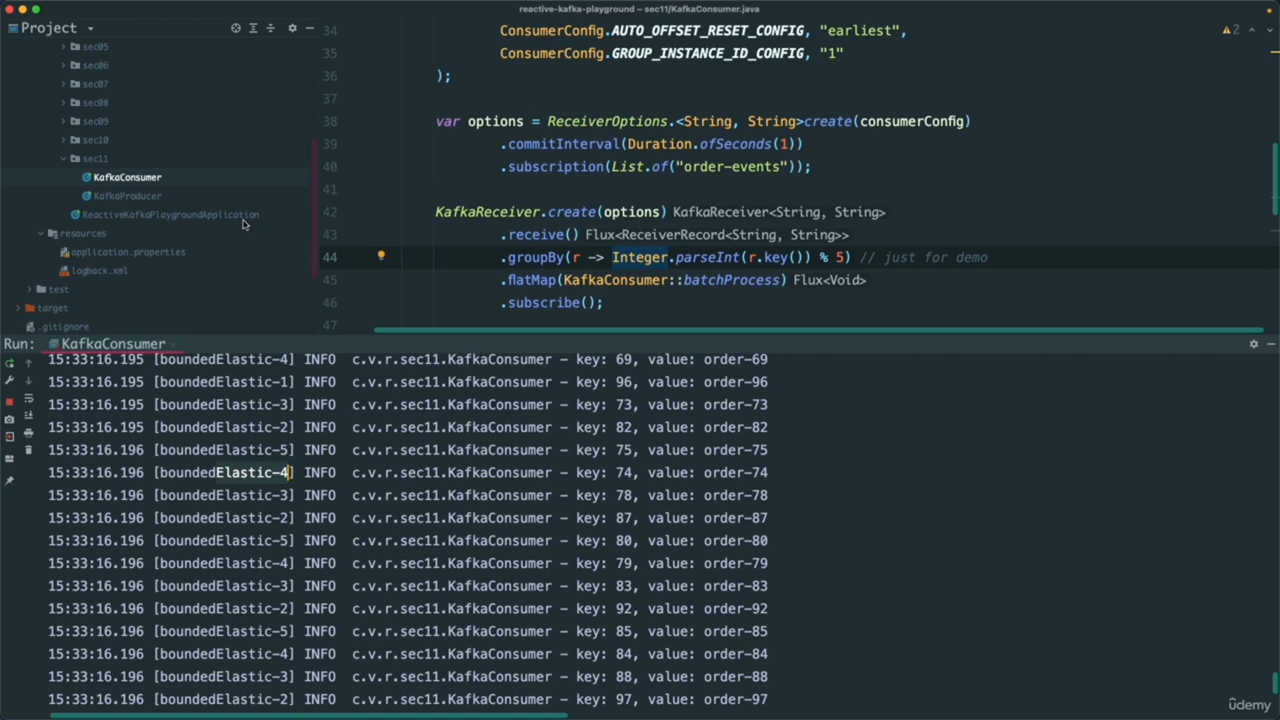 reactive-kafka-playground – sec11/KafkaConsumer.java
Project
sec05
sec06
sec07
sec08
sec09
sec10
sec11
KafkaConsumer
KafkaProducer
ReactiveKafkaPlaygroundApplication
resources
application.properties
logback.xml
test
target
.gitignore
2
34 ConsumerConfig.AUTO_OFFSET_RESET_CONFIG, "earliest",
35 ConsumerConfig.GROUP_INSTANCE_ID_CONFIG, "1"
36 );
37
38 var options = ReceiverOptions.<String, String>create(consumerConfig)
39 .commitInterval(Duration.ofSeconds(1))
40 .subscription(List.of("order-events"));
41
42 KafkaReceiver.create(options) KafkaReceiver<String, String>
43 .receive() Flux<ReceiverRecord<String, String>>
44 .groupBy(r -> Integer.parseInt(r.key()) % 5) // just for demo
45 .flatMap(KafkaConsumer::batchProcess) Flux<Void>
46 .subscribe();
47
Run: KafkaConsumer
15:33:16.195 [boundedElastic-4] INFO c.v.r.sec11.KafkaConsumer - key: 69, value: order-69
15:33:16.195 [boundedElastic-1] INFO c.v.r.sec11.KafkaConsumer - key: 96, value: order-96
15:33:16.195 [boundedElastic-3] INFO c.v.r.sec11.KafkaConsumer - key: 73, value: order-73
15:33:16.195 [boundedElastic-2] INFO c.v.r.sec11.KafkaConsumer - key: 82, value: order-82
15:33:16.195 [boundedElastic-5] INFO c.v.r.sec11.KafkaConsumer - key: 75, value: order-75
15:33:16.196 [boundedElastic-4] INFO c.v.r.sec11.KafkaConsumer - key: 74, value: order-74
15:33:16.196 [boundedElastic-3] INFO c.v.r.sec11.KafkaConsumer - key: 78, value: order-78
15:33:16.196 [boundedElastic-2] INFO c.v.r.sec11.KafkaConsumer - key: 87, value: order-87
15:33:16.196 [boundedElastic-5] INFO c.v.r.sec11.KafkaConsumer - key: 80, value: order-80
15:33:16.196 [boundedElastic-4] INFO c.v.r.sec11.KafkaConsumer - key: 79, value: order-79
15:33:16.196 [boundedElastic-3] INFO c.v.r.sec11.KafkaConsumer - key: 83, value: order-83
15:33:16.196 [boundedElastic-2] INFO c.v.r.sec11.KafkaConsumer - key: 92, value: order-92
15:33:16.196 [boundedElastic-5] INFO c.v.r.sec11.KafkaConsumer - key: 85, value: order-85
15:33:16.196 [boundedElastic-4] INFO c.v.r.sec11.KafkaConsumer - key: 84, value: order-84
15:33:16.196 [boundedElastic-3] INFO c.v.r.sec11.KafkaConsumer - key: 88, value: order-88
15:33:16.196 [boundedElastic-2] INFO c.v.r.sec11.KafkaConsumer - key: 97, value: order-97
ûdemy